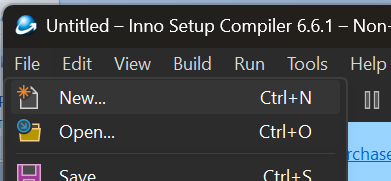 Untitled – Inno Setup Compiler 6.6.1 – Non-
File Edit View Build Run Tools Help
New... Ctrl+N
Open... Ctrl+O
Save Ctrl+S
rchase